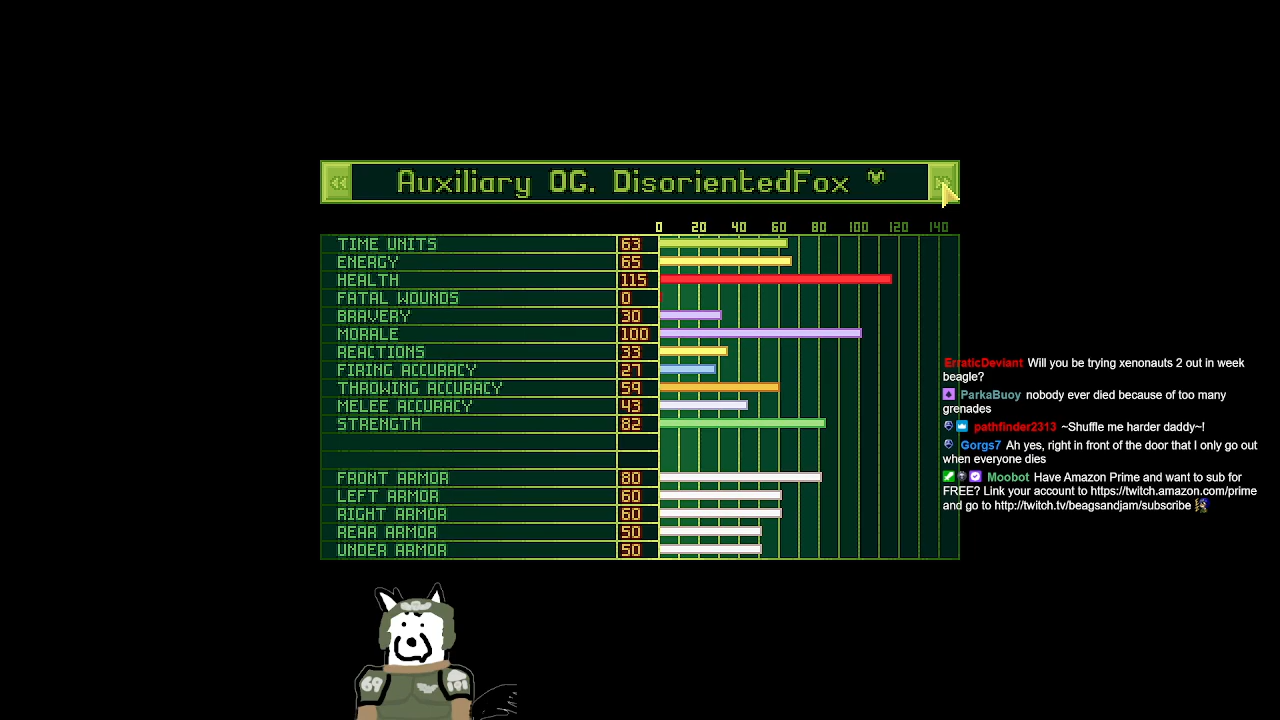 Auxiliary OG. DisorientedFox
0 20 40 60 80 100 120 140
TIME UNITS 63
ENERGY 65
HEALTH 115
FATAL WOUNDS 0
BRAVERY 30
MORALE 100
REACTIONS 33
FIRING ACCURACY 27
THROWING ACCURACY 59
MELEE ACCURACY 43
STRENGTH 82
FRONT ARMOR 80
LEFT ARMOR 60
RIGHT ARMOR 60
REAR ARMOR 50
UNDER ARMOR 50
ErraticDeviant Will you be trying xenonauts 2 out in week
beagle?
ParkaBuoy nobody ever died because of too many
grenades
pathfinder2313 ~Shuffle me harder daddy~!
Gorgs7 Ah yes, right in front of the door that I only go out
when everyone dies
Moobot Have Amazon Prime and want to sub for
FREE? Link your account to https://twitch.amazon.com/prime
and go to http://twitch.tv/beagsandjam/subscribe
69